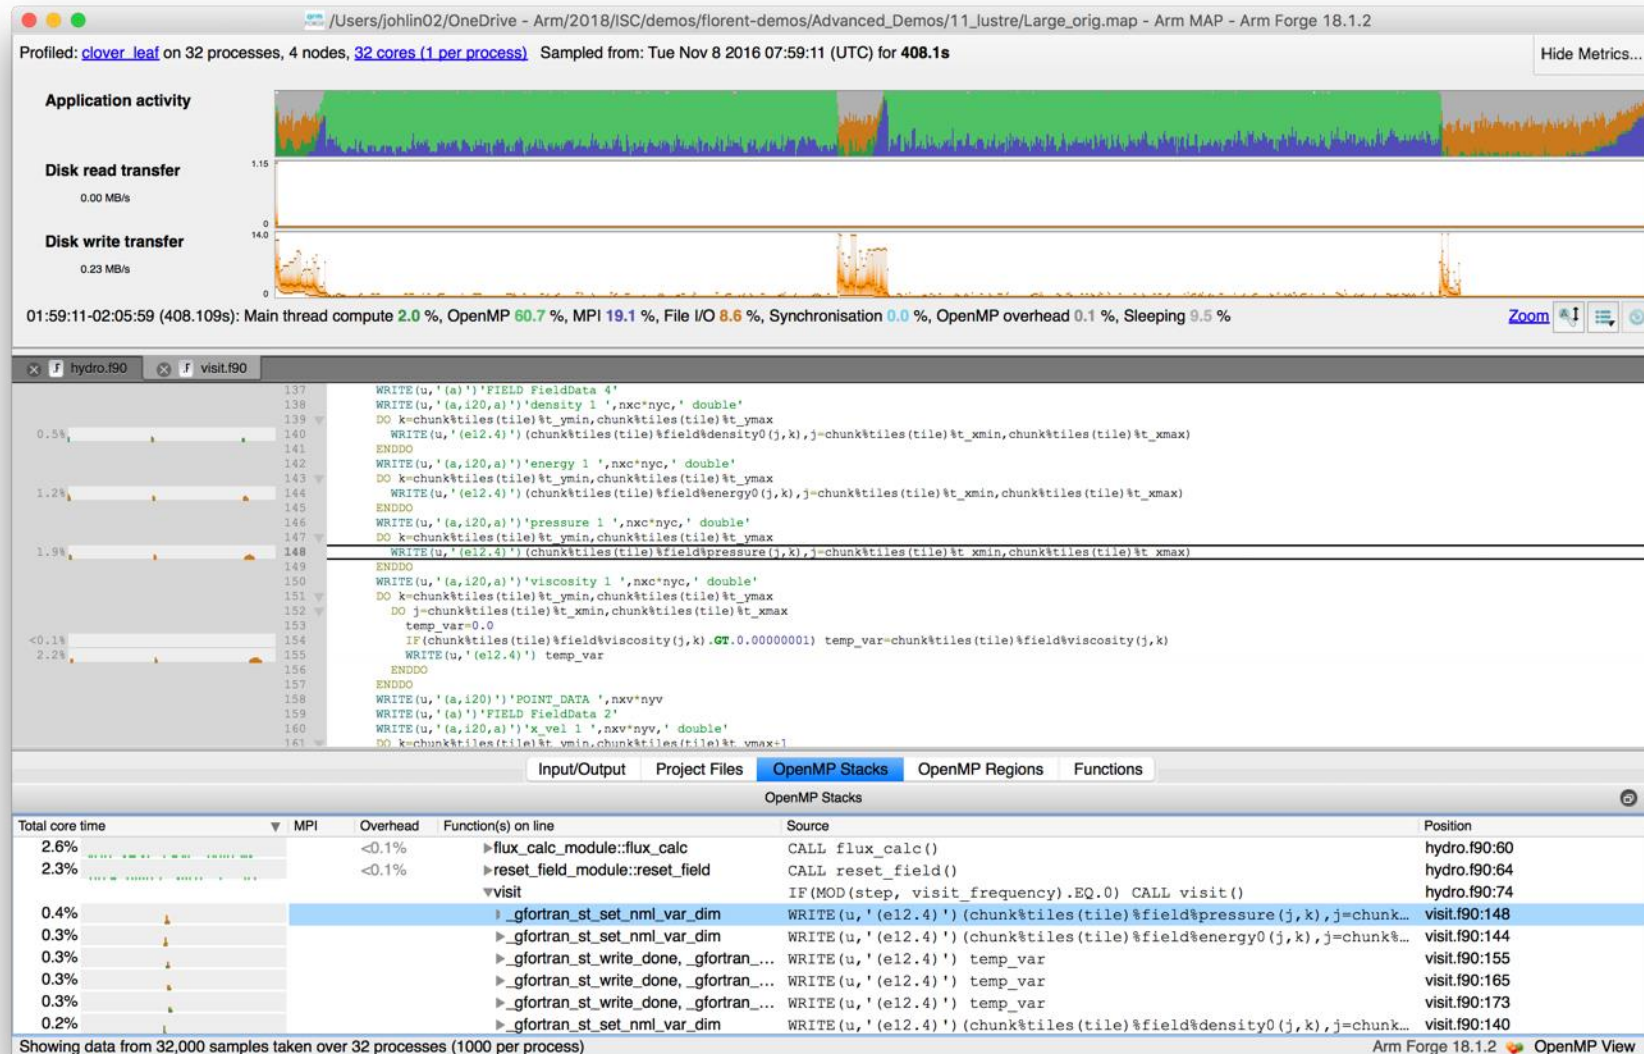 /Users/johlin02/OneDrive - Arm/2018/ISC/demos/florent-demos/Advanced_Demos/11_lustre/Large_orig.map - Arm MAP - Arm Forge 18.1.2
Profiled: clover_leaf on 32 processes, 4 nodes, 32 cores (1 per process) Sampled from: Tue Nov 8 2016 07:59:11 (UTC) for 408.1s
Hide Metrics...
Application activity
Disk read transfer
0.00 MB/s
1.15
0
Disk write transfer
0.23 MB/s
14.0
0
01:59:11-02:05:59 (408.109s): Main thread compute 2.0 %, OpenMP 60.7 %, MPI 19.1 %, File I/O 8.6 %, Synchronisation 0.0 %, OpenMP overhead 0.1 %, Sleeping 9.5 %
Zoom
hydro.f90 visit.f90
137 WRITE(u,'(a)')'FIELD FieldData 4'
138 WRITE(u,'(a,i20,a)')'density 1 ',nxc*nyc,' double'
139 DO k=chunk%tiles(tile)%t_ymin,chunk%tiles(tile)%t_ymax
0.5% 140 WRITE(u,'(e12.4)')(chunk%tiles(tile)%field%density0(j,k),j=chunk%tiles(tile)%t_xmin,chunk%tiles(tile)%t_xmax)
141 ENDDO
142 WRITE(u,'(a,i20,a)')'energy 1 ',nxc*nyc,' double'
143 DO k=chunk%tiles(tile)%t_ymin,chunk%tiles(tile)%t_ymax
1.2% 144 WRITE(u,'(e12.4)')(chunk%tiles(tile)%field%energy0(j,k),j=chunk%tiles(tile)%t_xmin,chunk%tiles(tile)%t_xmax)
145 ENDDO
146 WRITE(u,'(a,i20,a)')'pressure 1 ',nxc*nyc,' double'
147 DO k=chunk%tiles(tile)%t_ymin,chunk%tiles(tile)%t_ymax
1.9% 148 WRITE(u,'(e12.4)')(chunk%tiles(tile)%field%pressure(j,k),j=chunk%tiles(tile)%t_xmin,chunk%tiles(tile)%t_xmax)
149 ENDDO
150 WRITE(u,'(a,i20,a)')'viscosity 1 ',nxc*nyc,' double'
151 DO k=chunk%tiles(tile)%t_ymin,chunk%tiles(tile)%t_ymax
152 DO j=chunk%tiles(tile)%t_xmin,chunk%tiles(tile)%t_xmax
153 temp_var=0.0
<0.1% 154 IF(chunk%tiles(tile)%field%viscosity(j,k).GT.0.00000001) temp_var=chunk%tiles(tile)%field%viscosity(j,k)
2.2% 155 WRITE(u,'(e12.4)') temp_var
156 ENDDO
157 ENDDO
158 WRITE(u,'(a,i20)')'POINT_DATA ',nxv*nyv
159 WRITE(u,'(a)')'FIELD FieldData 2'
160 WRITE(u,'(a,i20,a)')'x_vel 1 ',nxv*nyv,' double'
161 DO k=chunk%tiles(tile)%t_ymin,chunk%tiles(tile)%t_ymax+1
Input/Output Project Files OpenMP Stacks OpenMP Regions Functions
OpenMP Stacks
Total core time MPI Overhead Function(s) on line Source Position
2.6% <0.1% flux_calc_module::flux_calc CALL flux_calc() hydro.f90:60
2.3% <0.1% reset_field_module::reset_field CALL reset_field() hydro.f90:64
visit IF(MOD(step, visit_frequency).EQ.0) CALL visit() hydro.f90:74
0.4% _gfortran_st_set_nml_var_dim WRITE(u,'(e12.4)')(chunk%tiles(tile)%field%pressure(j,k),j=chunk... visit.f90:148
0.3% _gfortran_st_set_nml_var_dim WRITE(u,'(e12.4)')(chunk%tiles(tile)%field%energy0(j,k),j=chunk%... visit.f90:144
0.3% _gfortran_st_write_done, _gfortran_... WRITE(u,'(e12.4)') temp_var visit.f90:155
0.3% _gfortran_st_write_done, _gfortran_... WRITE(u,'(e12.4)') temp_var visit.f90:165
0.3% _gfortran_st_write_done, _gfortran_... WRITE(u,'(e12.4)') temp_var visit.f90:173
0.2% _gfortran_st_set_nml_var_dim WRITE(u,'(e12.4)')(chunk%tiles(tile)%field%density0(j,k),j=chunk... visit.f90:140
Showing data from 32,000 samples taken over 32 processes (1000 per process) Arm Forge 18.1.2 OpenMP View